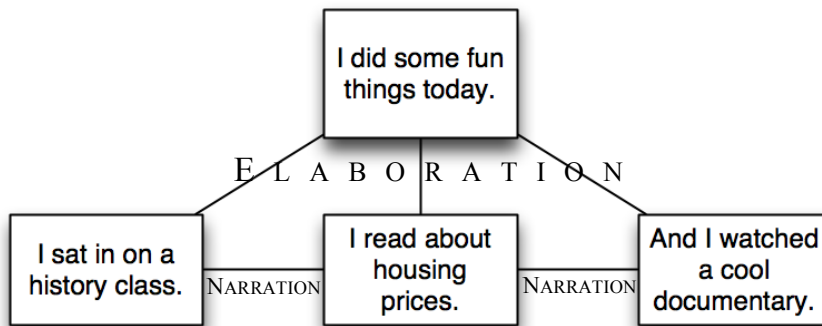 I did some fun
things today.
ELABORATION
I sat in on a
history class.
NARRATION
I read about
housing
prices.
NARRATION
And I watched
a cool
documentary.